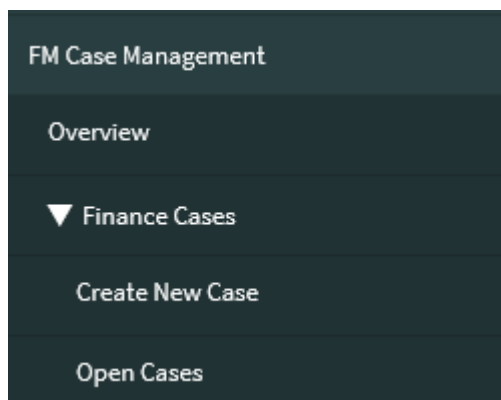 FM Case Management
Overview
Finance Cases
Create New Case
Open Cases